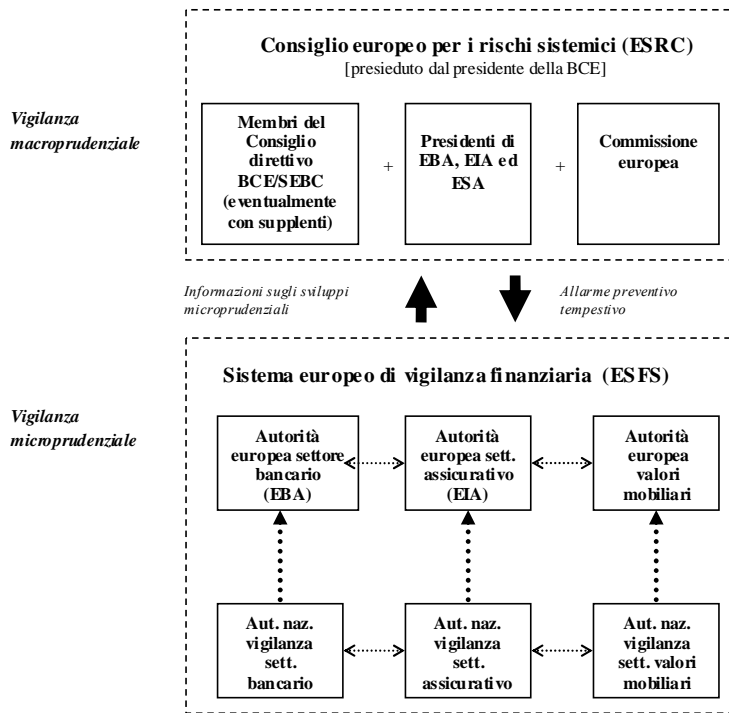 Consiglio europeo per i rischi sistemici (ESRC)
[presieduto dal presidente della BCE]
Vigilanza
macroprudenziale
Membri del
Consiglio
direttivo
BCE/SEBC
(eventualmente
con supplenti)
+
Presidenti di
EBA, EIA ed
ESA
+
Commissione
europea
Informazioni sugli sviluppi
microprudenziali
Allarme preventivo
tempestivo
Sistema europeo di vigilanza finanziaria (ESFS)
Vigilanza
microprudenziale
Autorità
europea settore
bancario
(EBA)
Autorità
europea sett.
assicurativo
(EIA)
Autorità
europea
valori
mobiliari
Aut. naz.
vigilanza
sett.
bancario
Aut. naz.
vigilanza
sett.
assicurativo
Aut. naz.
vigilanza
sett. valori
mobiliari